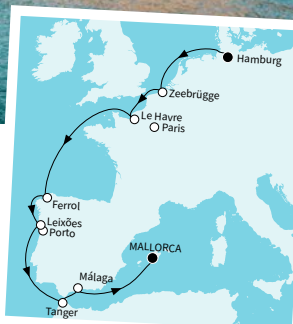 Hamburg
Zeebrügge
Le Havre
Paris
Ferrol
Leixões
Porto
MALLORCA
Málaga
Tanger